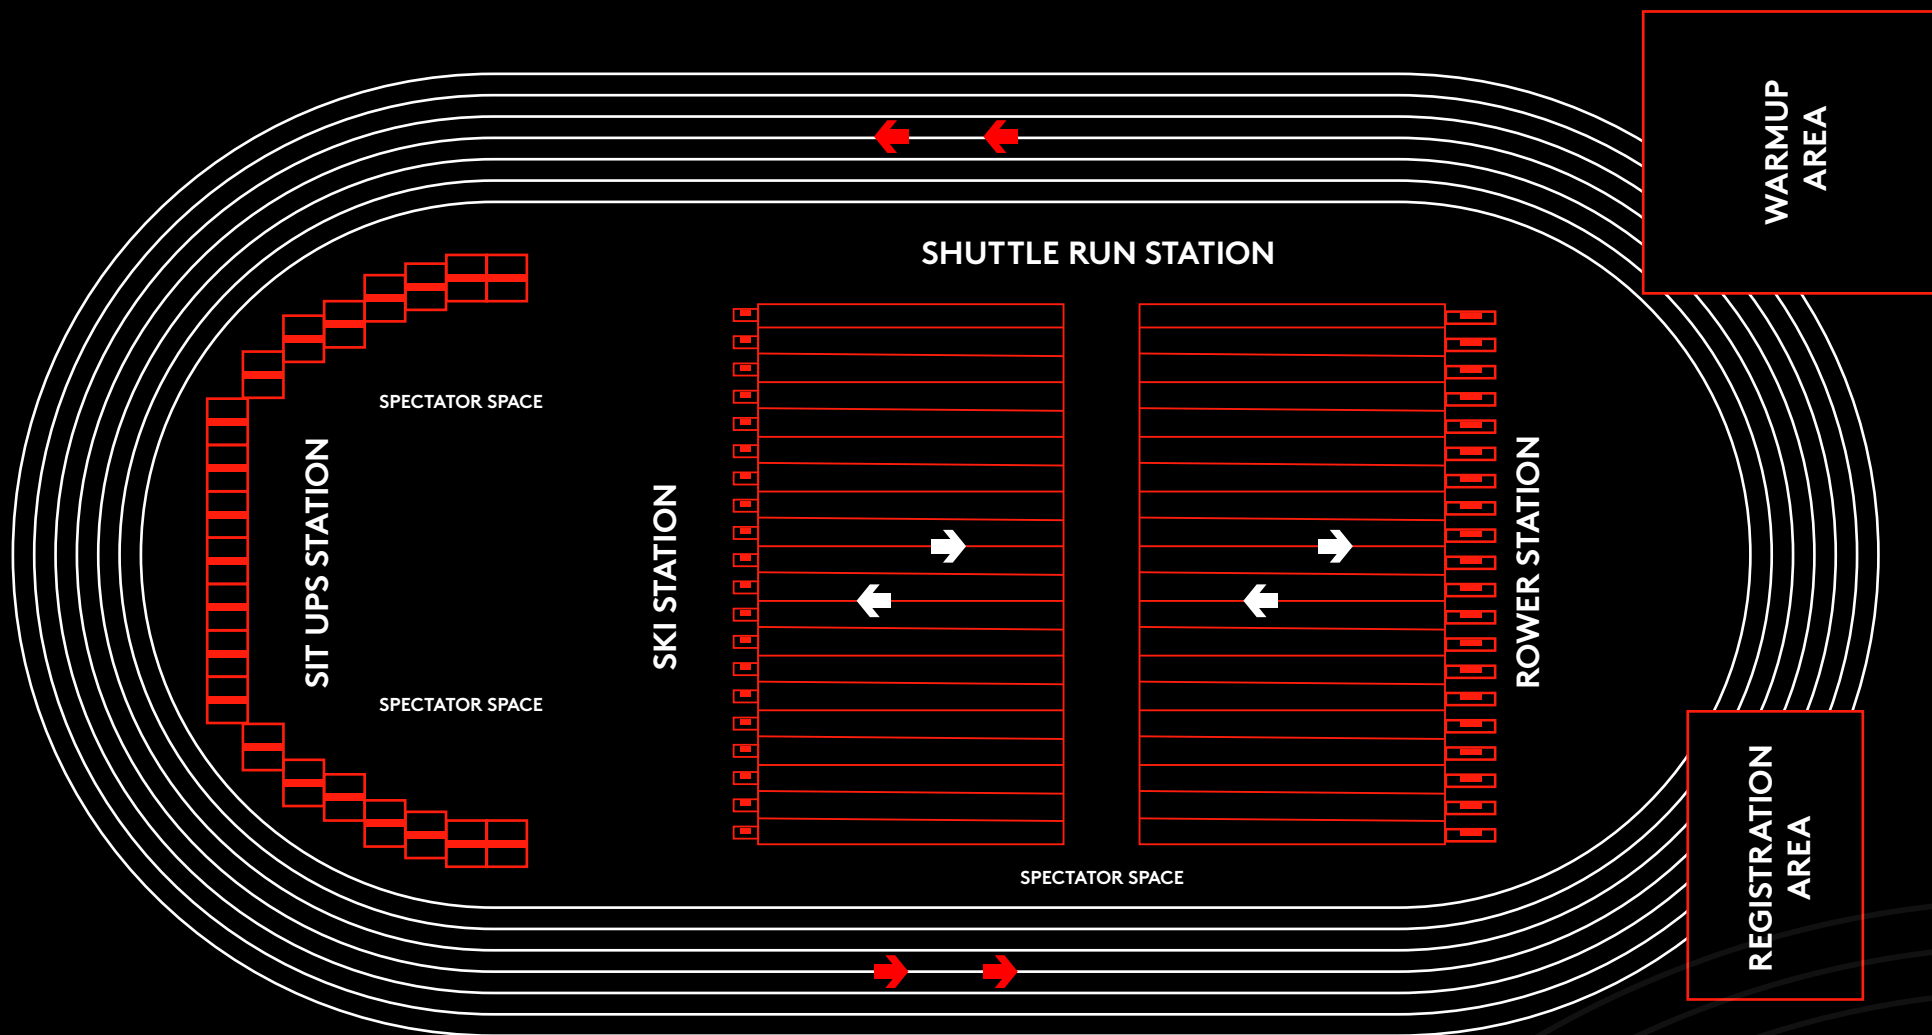 WARMUP
AREA
SHUTTLE RUN STATION
SPECTATOR SPACE
SIT UPS STATION
SKI STATION
ROWER STATION
SPECTATOR SPACE
REGISTRATION
AREA
SPECTATOR SPACE